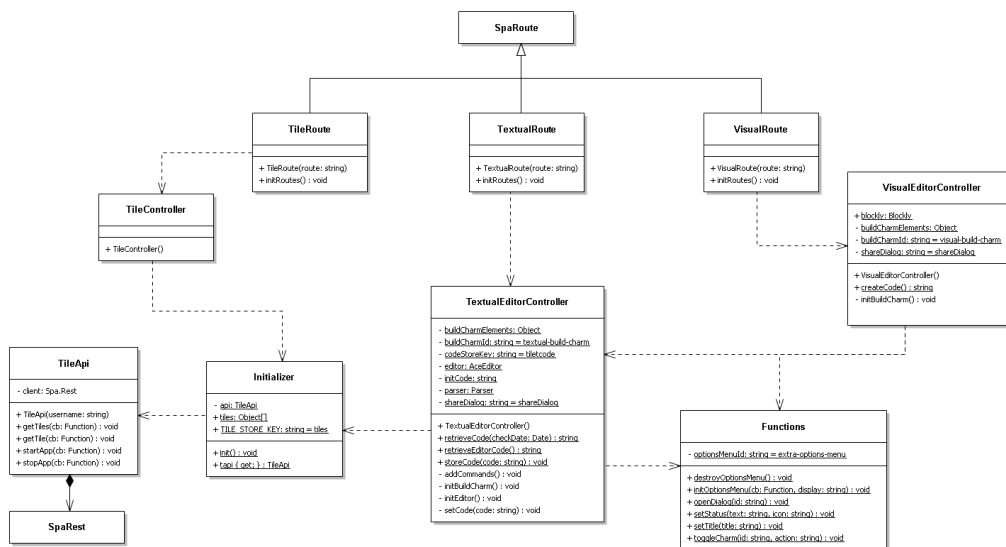 SpaRoute
TileRoute
+ TileRoute(route: string)
+ initRoutes() : void
TextualRoute
+ TextualRoute(route: string)
+ initRoutes() : void
VisualRoute
+ VisualRoute(route: string)
+ initRoutes() : void
TileController
+ TileController()
VisualEditorController
+ blockly: Blockly
- buildCharmElements: Object
- buildCharmId: string = visual-build-charm
- shareDialog: string = shareDialog
+ VisualEditorController()
+ createCode() : string
- initBuildCharm() : void
TextualEditorController
- buildCharmElements: Object
- buildCharmId: string = textual-build-charm
- codeStoreKey: string = tiletcode
- editor: AceEditor
- initCode: string
- parser: Parser
- shareDialog: string = shareDialog
+ TextualEditorController()
+ retrieveCode(checkDate: Date) : string
+ retrieveEditorCode() : string
+ storeCode(code: string) : void
- addCommands() : void
- initBuildCharm() : void
- initEditor() : void
- setCode(code: string) : void
TileApi
- client: Spa.Rest
+ TileApi(username: string)
+ getTiles(cb: Function) : void
+ getTile(cb: Function) : void
+ startApp(cb: Function) : void
+ stopApp(cb: Function) : void
Initializer
- api: TileApi
+ tiles: Object[]
+ TILE_STORE_KEY: string = tiles
+ init() : void
+ tapi { get; } : TileApi
Functions
- optionsMenuId: string = extra-options-menu
+ destroyOptionsMenu() : void
+ initOptionsMenu(cb: Function, display: string) : void
+ openDialog(id: string) : void
+ setStatus(text: string, icon: string) : void
+ setTitle(title: string) : void
+ toggleCharm(id: string, action: string) : void
SpaRest